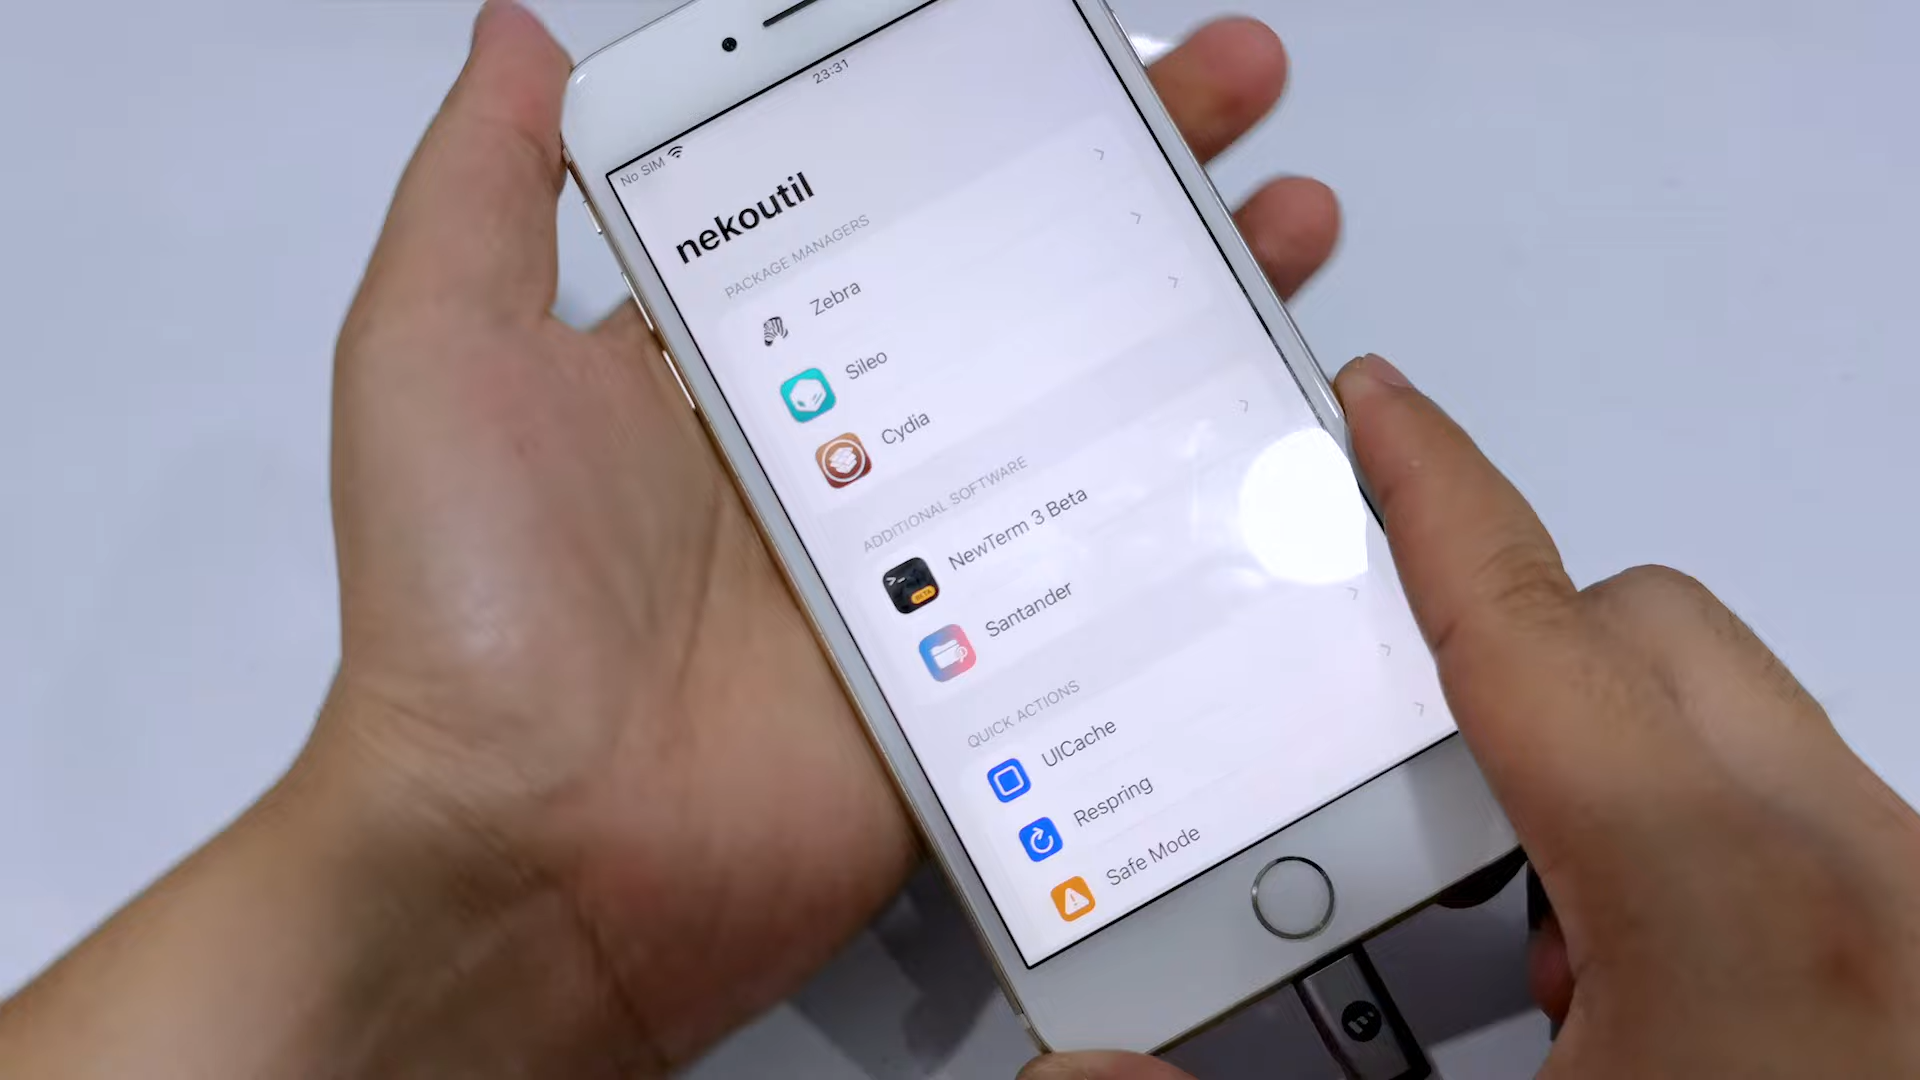 No SIM
23:31
nekoutil
PACKAGE MANAGERS
Zebra
Sileo
Cydia
ADDITIONAL SOFTWARE
NewTerm 3 Beta
BETA
Santander
QUICK ACTIONS
UICache
Respring
Safe Mode